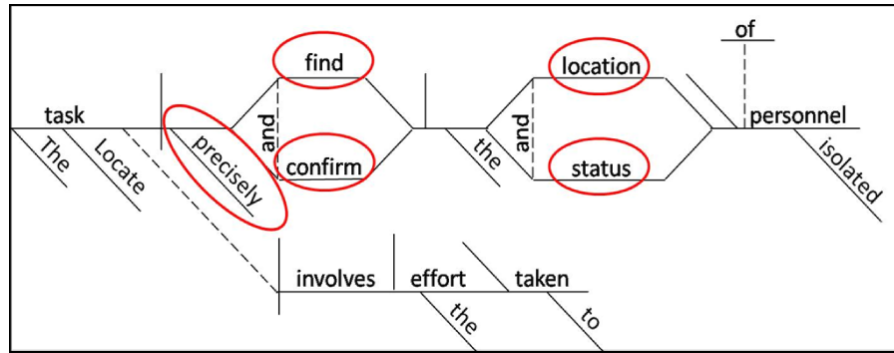 of
find
location
task
personnel
and
and
The
Locate
precisely
confirm
the
status
isolated
involves
effort
taken
the
to